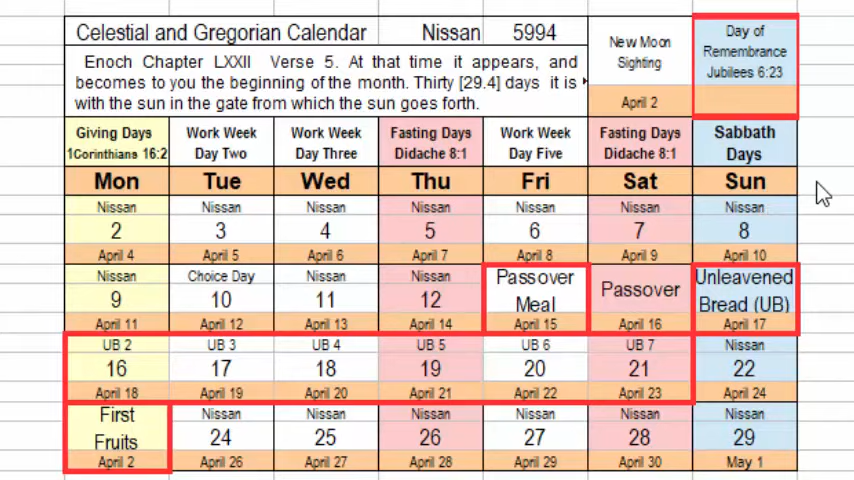 Celestial and Gregorian Calendar Nissan 5994
New Moon
Sighting
Day of
Remembrance
Jubilees 6:23
Enoch Chapter LXXII Verse 5. At that time it appears, and
becomes to you the beginning of the month. Thirty [29.4] days it is
with the sun in the gate from which the sun goes forth.
April 2
Giving Days Work Week Work Week Fasting Days Work Week Fasting Days Sabbath
1Corinthians 16:2 Day Two Day Three Didache 8:1 Day Five Didache 8:1 Days
Mon Tue Wed Thu Fri Sat Sun
Nissan Nissan Nissan Nissan Nissan Nissan Nissan
2 3 4 5 6 7 8
April 4 April 5 April 6 April 7 April 8 April 9 April 10
Nissan Choice Day Nissan Nissan Passover Passover Unleavened
9 10 11 12 Meal Bread (UB)
April 11 April 12 April 13 April 14 April 15 April 16 April 17
UB 2 UB 3 UB 4 UB 5 UB 6 UB 7 Nissan
16 17 18 19 20 21 22
April 18 April 19 April 20 April 21 April 22 April 23 April 24
First Nissan Nissan Nissan Nissan Nissan Nissan
Fruits 24 25 26 27 28 29
April 2 April 26 April 27 April 28 April 29 April 30 May 1